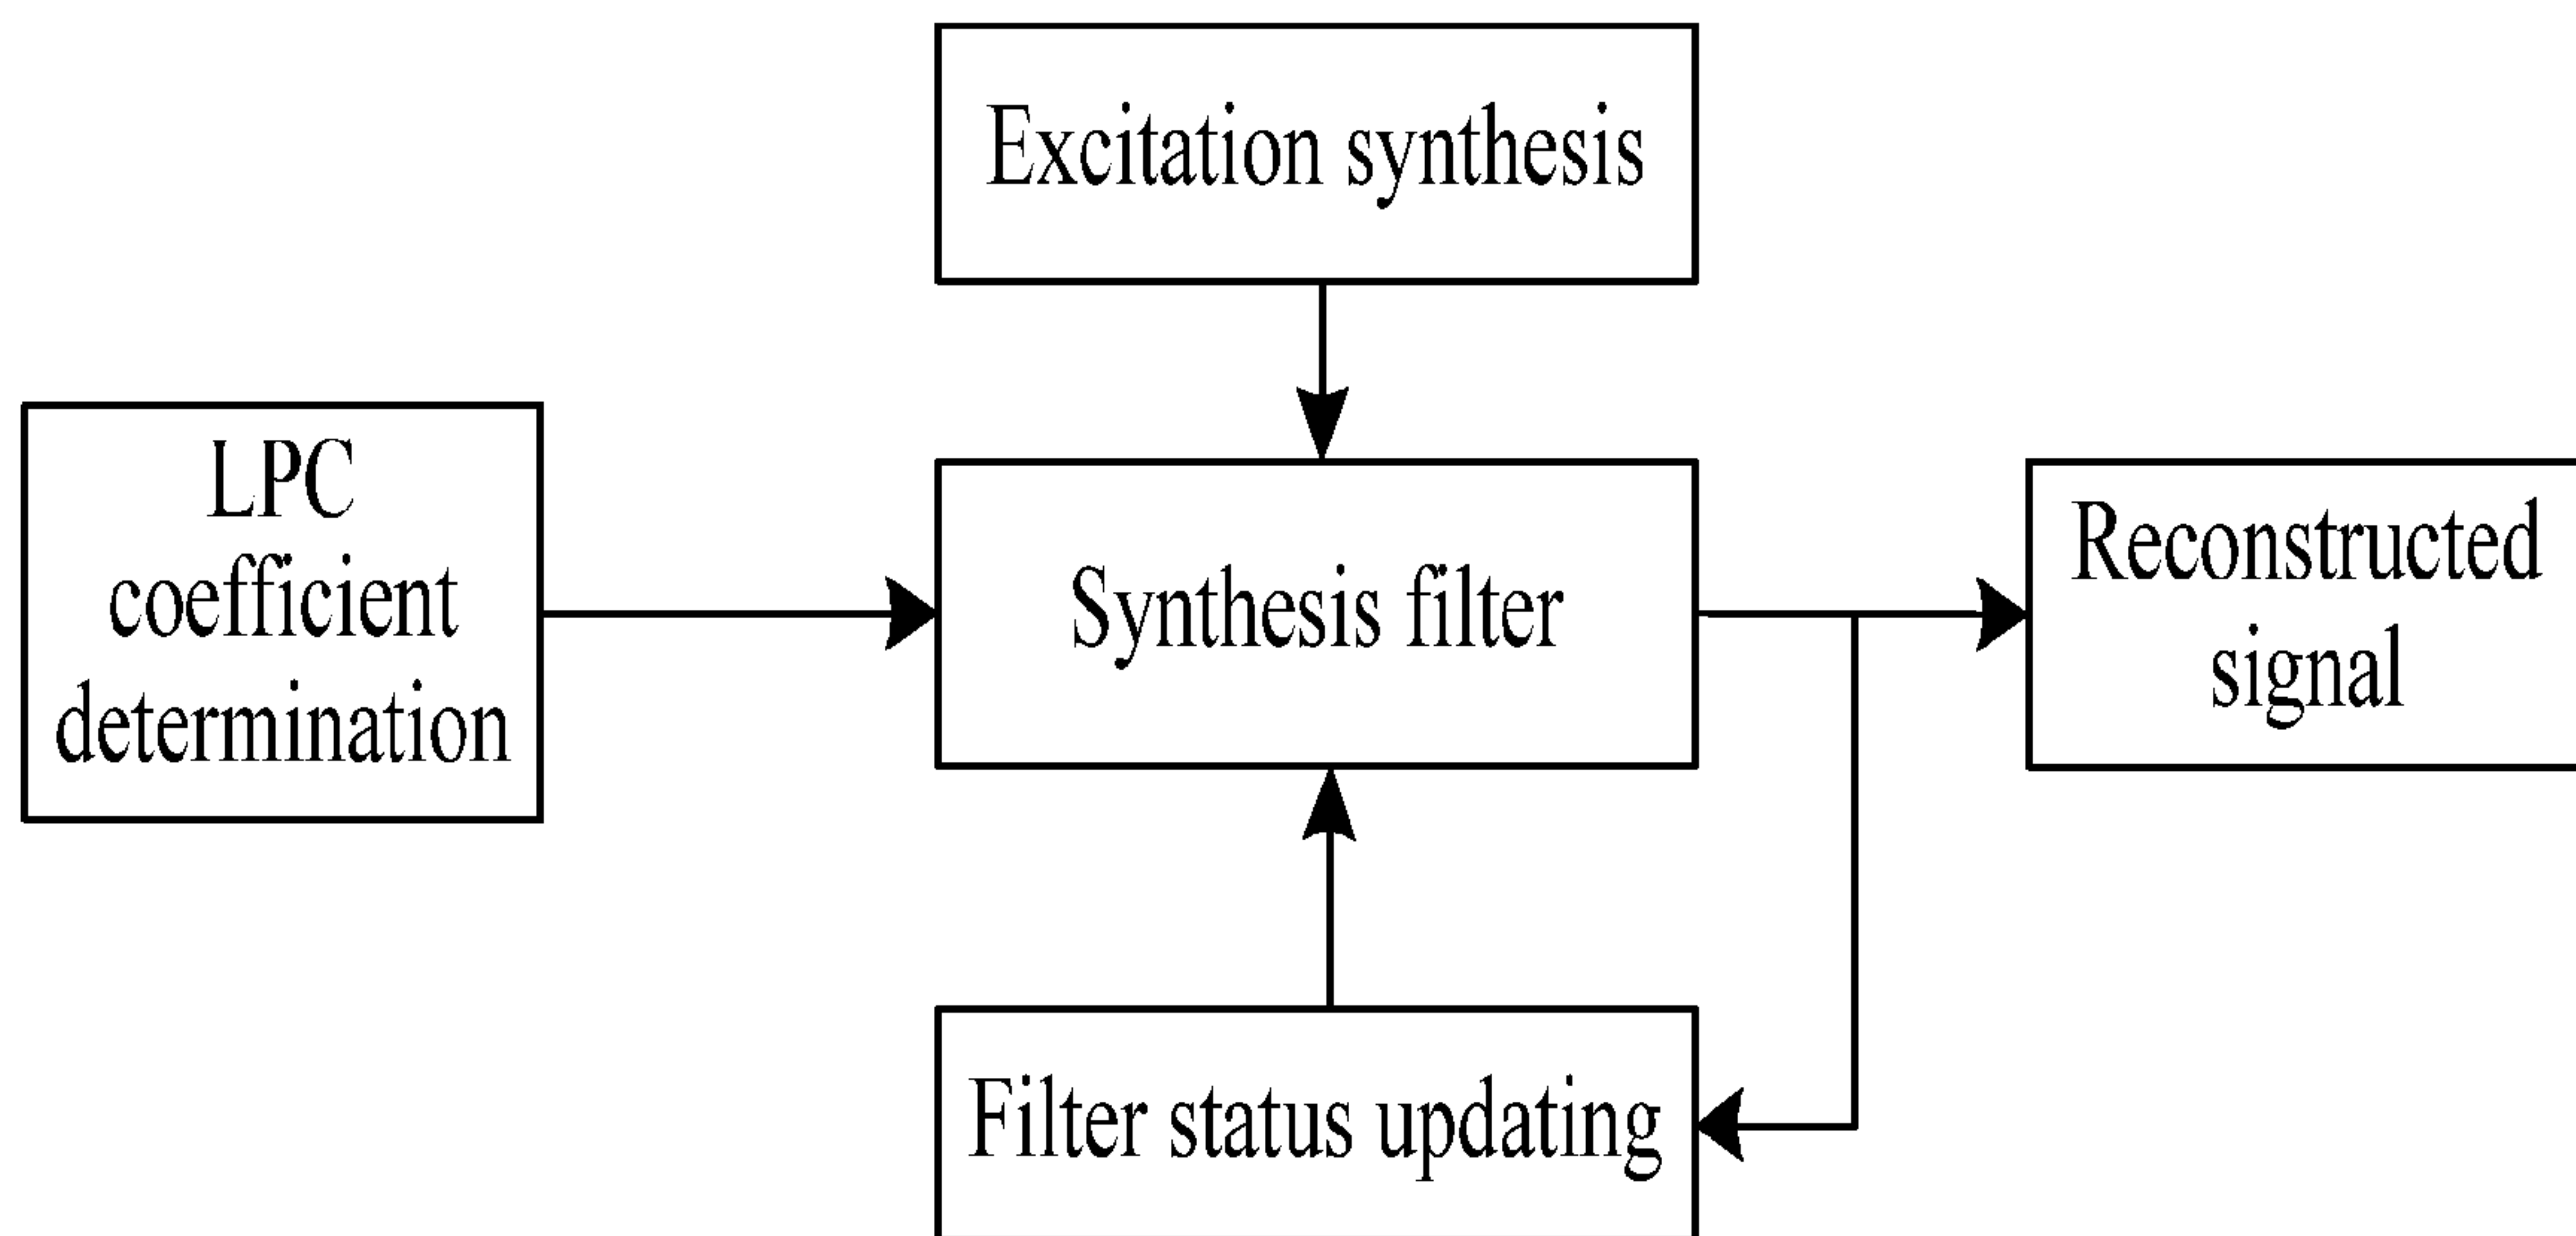 Excitation synthesis
LPC
coefficient
determination
Synthesis filter
Reconstructed
signal
Filter status updating